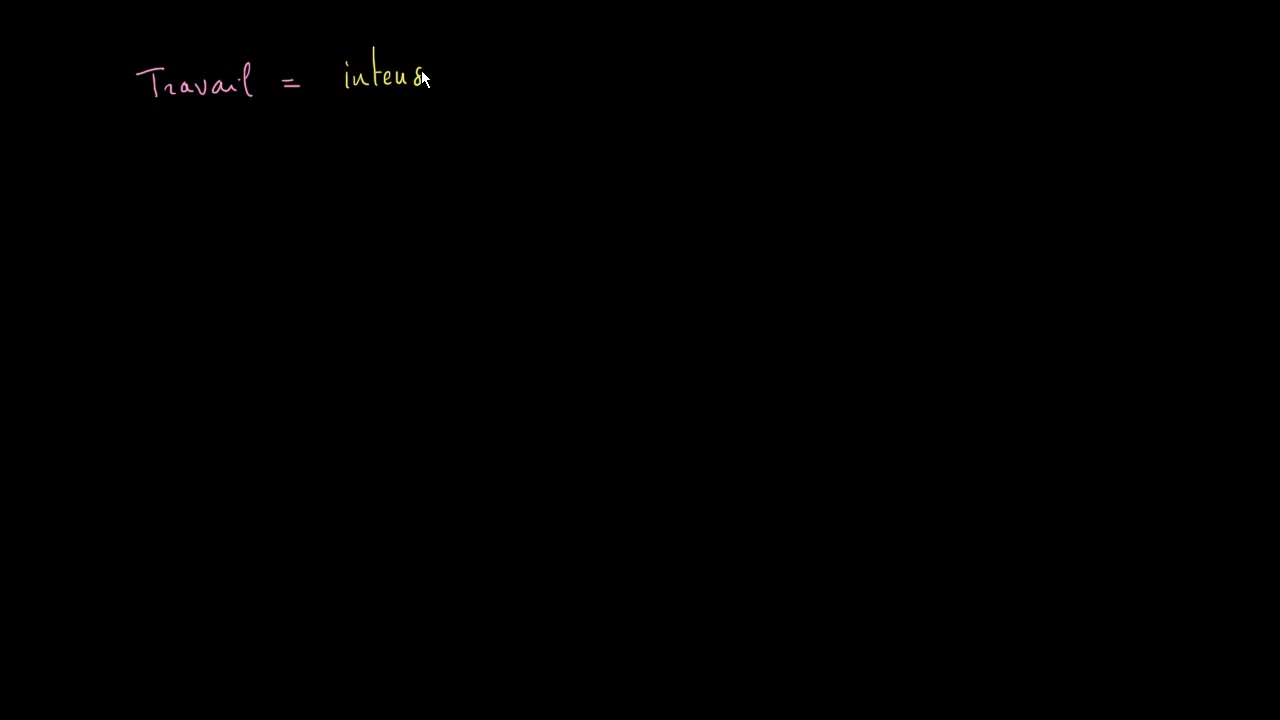 Travail = intens